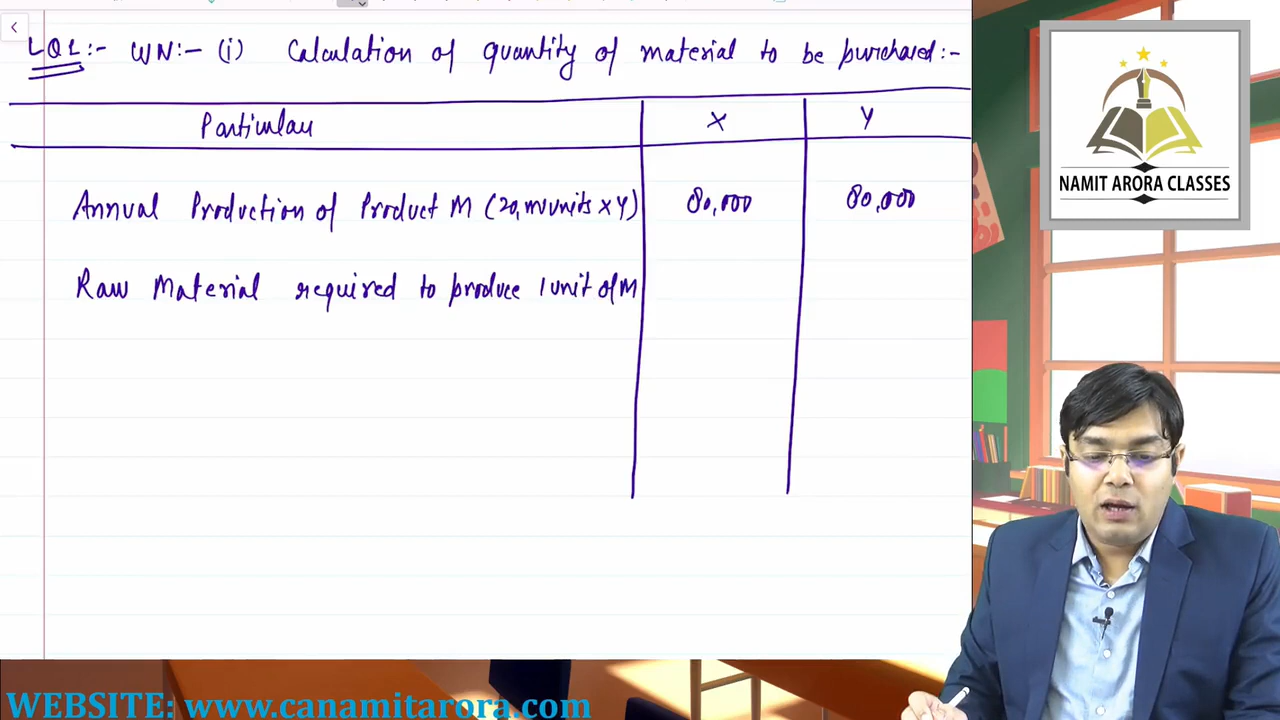 LQ1:- WN:- (i) Calculation of quantity of material to be purchased:-
Particulars X Y
Annual Production of Product M (20,000 units x 4) 80,000 80,000
Raw Material required to produce 1 unit of M
NAMIT ARORA CLASSES
WEBSITE: www.canamitarora.com